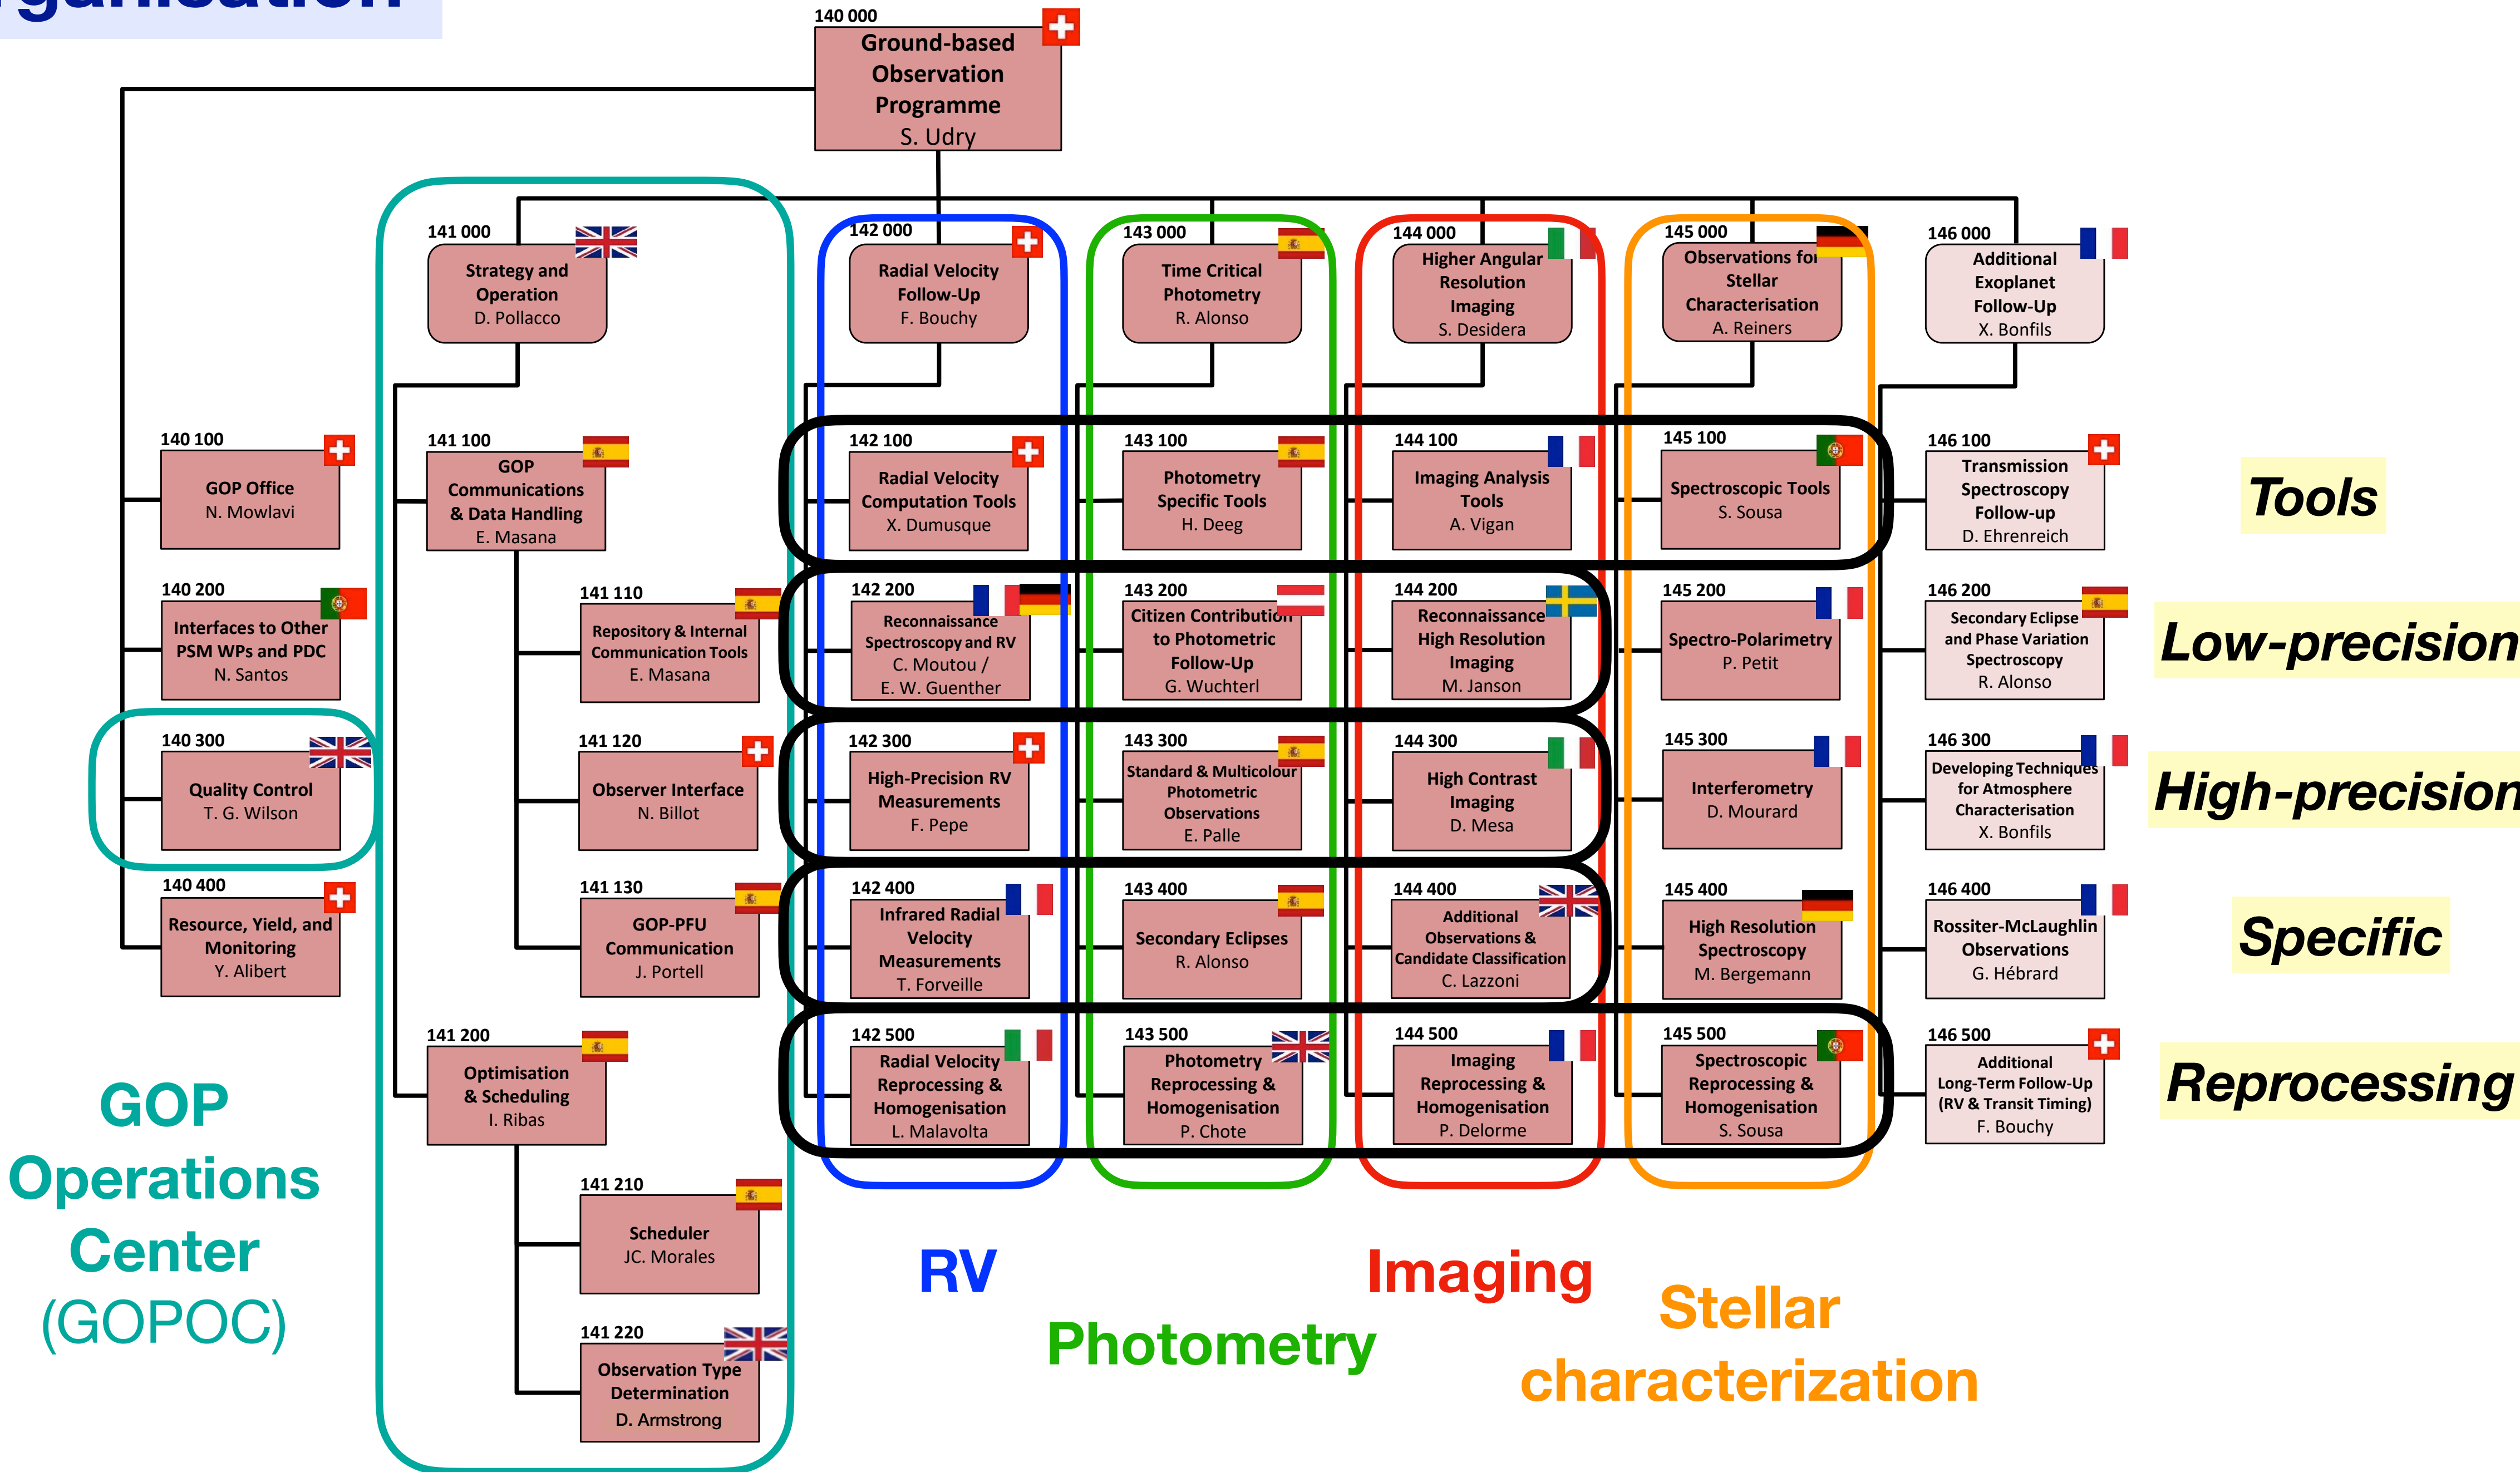 140 000
Ground-based
Observation
Programme
S. Udry
141 000
Strategy and
Operation
D. Pollacco
142 000
Radial Velocity
Follow-Up
F. Bouchy
143 000
Time Critical
Photometry
R. Alonso
144 000
Higher Angular
Resolution
Imaging
S. Desidera
145 000
Observations for
Stellar
Characterisation
A. Reiners
146 000
Additional
Exoplanet
Follow-Up
X. Bonfils
140 100
GOP Office
N. Mowlavi
141 100
GOP
Communications
& Data Handling
E. Masana
142 100
Radial Velocity
Computation Tools
X. Dumusque
143 100
Photometry
Specific Tools
H. Deeg
144 100
Imaging Analysis
Tools
A. Vigan
145 100
Spectroscopic Tools
S. Sousa
146 100
Transmission
Spectroscopy
Follow-up
D. Ehrenreich
Tools
140 200
Interfaces to Other
PSM WPs and PDC
N. Santos
141 110
Repository & Internal
Communication Tools
E. Masana
142 200
Reconnaissance
Spectroscopy and RV
C. Moutou /
E. W. Guenther
143 200
Citizen Contribution
to Photometric
Follow-Up
G. Wuchterl
144 200
Reconnaissance
High Resolution
Imaging
M. Janson
145 200
Spectro-Polarimetry
P. Petit
146 200
Secondary Eclipse
and Phase Variation
Spectroscopy
R. Alonso
Low-precision
140 300
Quality Control
T. G. Wilson
141 120
Observer Interface
N. Billot
142 300
High-Precision RV
Measurements
F. Pepe
143 300
Standard & Multicolour
Photometric
Observations
E. Palle
144 300
High Contrast
Imaging
D. Mesa
145 300
Interferometry
D. Mourard
146 300
Developing Techniques
for Atmosphere
Characterisation
X. Bonfils
High-precision
140 400
Resource, Yield, and
Monitoring
Y. Alibert
141 130
GOP-PFU
Communication
J. Portell
142 400
Infrared Radial
Velocity
Measurements
T. Forveille
143 400
Secondary Eclipses
R. Alonso
144 400
Additional
Observations &
Candidate Classification
C. Lazzoni
145 400
High Resolution
Spectroscopy
M. Bergemann
146 400
Rossiter-McLaughlin
Observations
G. Hébrard
Specific
141 200
Optimisation
& Scheduling
I. Ribas
142 500
Radial Velocity
Reprocessing &
Homogenisation
L. Malavolta
143 500
Photometry
Reprocessing &
Homogenisation
P. Chote
144 500
Imaging
Reprocessing &
Homogenisation
P. Delorme
145 500
Spectroscopic
Reprocessing &
Homogenisation
S. Sousa
146 500
Additional
Long-Term Follow-Up
(RV & Transit Timing)
F. Bouchy
Reprocessing
141 210
Scheduler
JC. Morales
141 220
Observation Type
Determination
D. Armstrong
GOP
Operations
Center
(GOPOC)
RV
Photometry
Imaging
Stellar
characterization